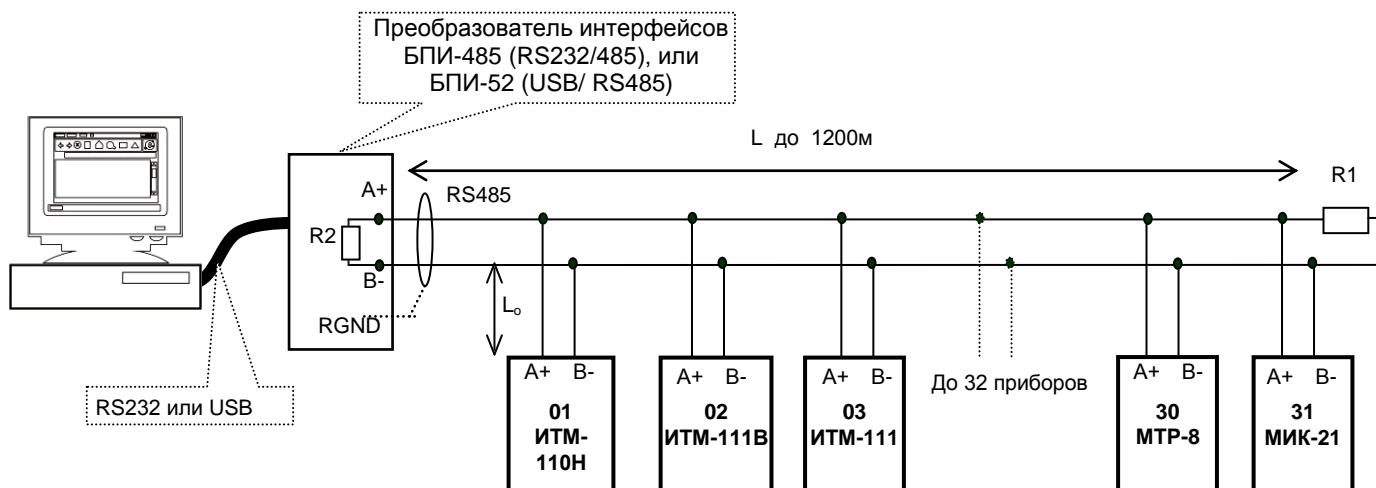 Преобразователь интерфейсов
БПИ-485 (RS232/485), или
БПИ-52 (USB/ RS485)
L до 1200м
R1
A+
RS485
R2
B-
Lо
RGND
RS232 или USB
До 32 приборов
A+ B-
01
ИТМ-
110Н
A+ B-
02
ИТМ-111В
A+ B-
03
ИТМ-111
A+ B-
30
МТР-8
A+ B-
31
МИК-21